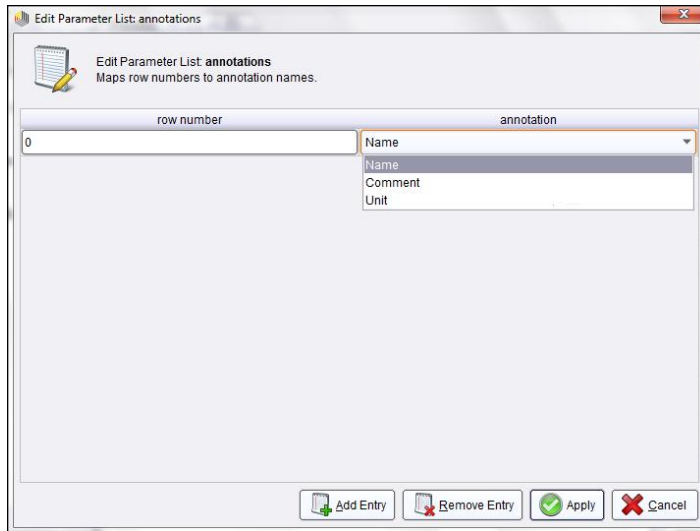 Edit Parameter List: annotations
Edit Parameter List: annotations
Maps row numbers to annotation names.
row number annotation
0 Name
Name
Comment
Unit
Add Entry Remove Entry Apply Cancel